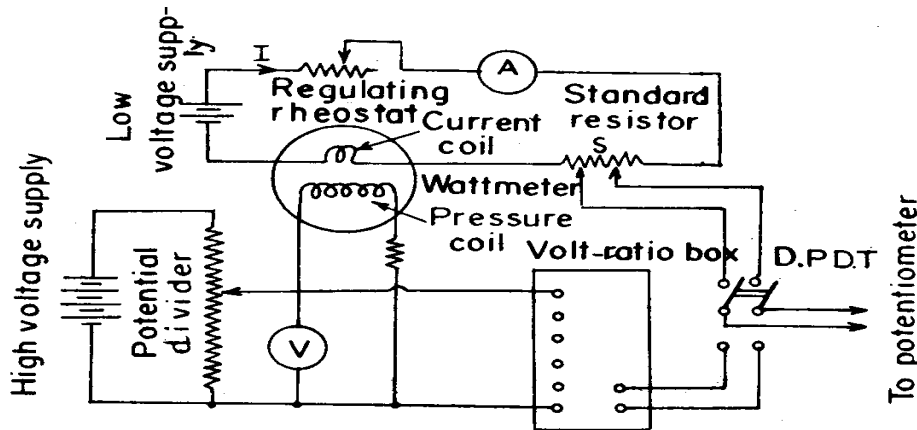 Low
voltage supp-
ly
I
A
Regulating
rheostat
Standard
resistor
S
Current
coil
Wattmeter
Pressure
coil
High voltage supply
Potential
divider
V
Volt-ratio box
D.P D.T
To potentiometer